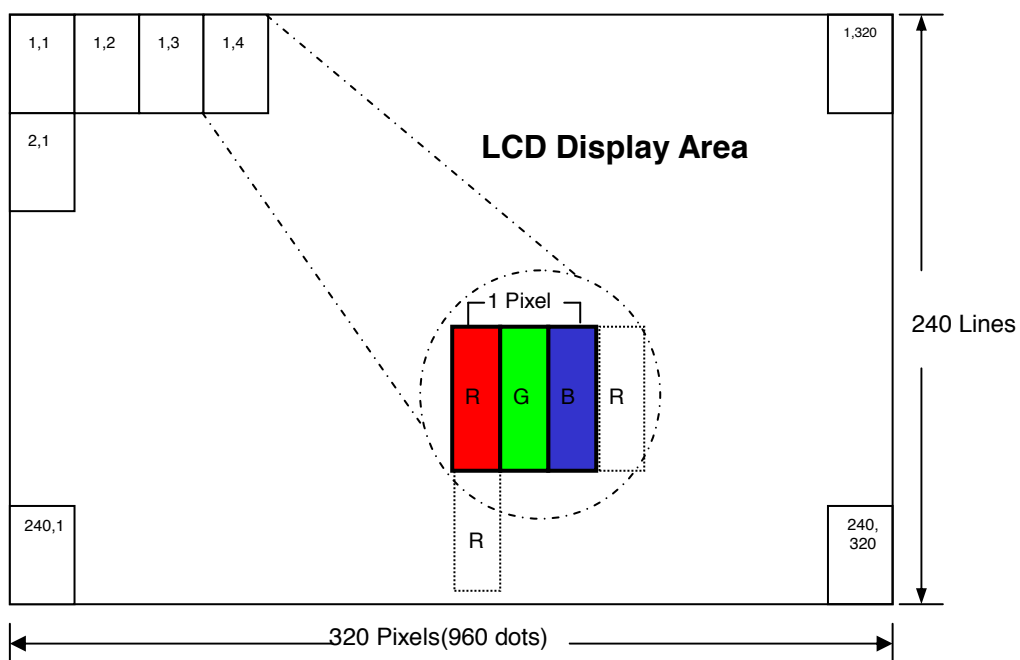 1,1
1,2
1,3
1,4
1,320
2,1
LCD Display Area
1 Pixel
240 Lines
R
G
B
R
240,1
R
240,
320
320 Pixels(960 dots)